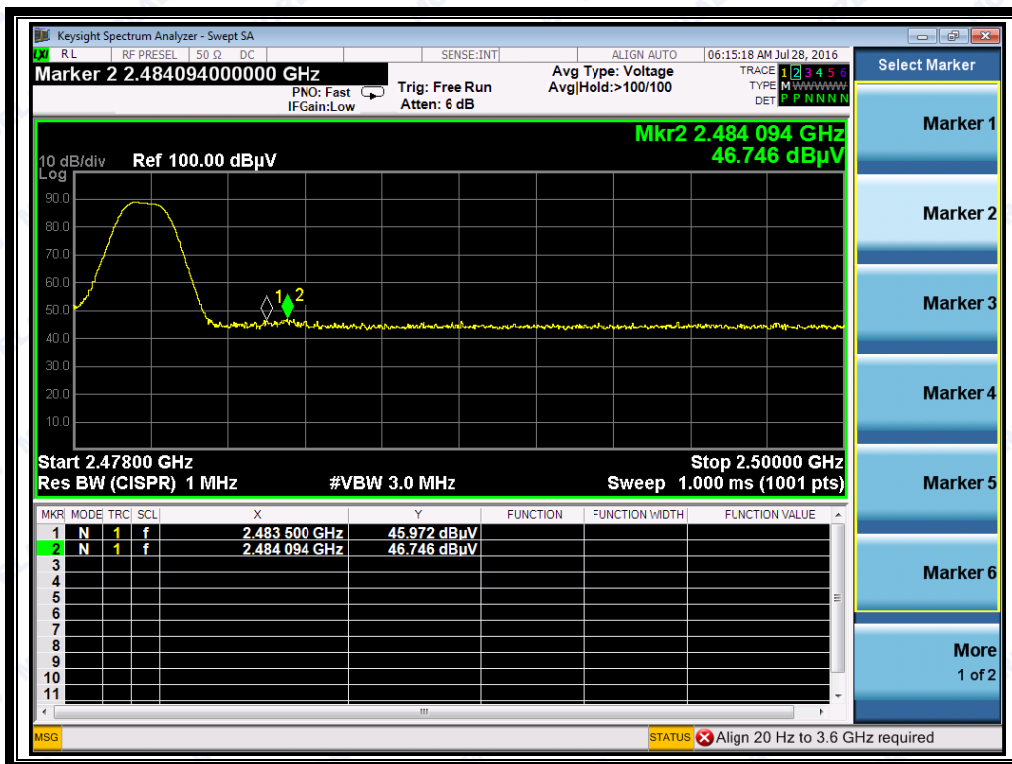 Keysight Spectrum Analyzer - Swept SA
LXI RL RF PRESEL 50 Ω DC SENSE:INT ALIGN AUTO 06:15:18 AM Jul 28, 2016
Marker 2 2.484094000000 GHz
PNO: Fast
IFGain:Low
Trig: Free Run
Atten: 6 dB
Avg Type: Voltage
Avg|Hold:>100/100
TRACE 1 2 3 4 5 6
TYPE M W W W W W
DET P P N N N N
Mkr2 2.484 094 GHz
46.746 dBµV
10 dB/div Ref 100.00 dBµV
Log
90.0
80.0
70.0
60.0
50.0
40.0
30.0
20.0
10.0
1 2
Start 2.47800 GHz Stop 2.50000 GHz
Res BW (CISPR) 1 MHz #VBW 3.0 MHz Sweep 1.000 ms (1001 pts)
MKR MODE TRC SCL X Y FUNCTION FUNCTION WIDTH FUNCTION VALUE
1 N 1 f 2.483 500 GHz 45.972 dBµV
2 N 1 f 2.484 094 GHz 46.746 dBµV
3
4
5
6
7
8
9
10
11
MSG STATUS Align 20 Hz to 3.6 GHz required
Select Marker
Marker 1
Marker 2
Marker 3
Marker 4
Marker 5
Marker 6
More
1 of 2